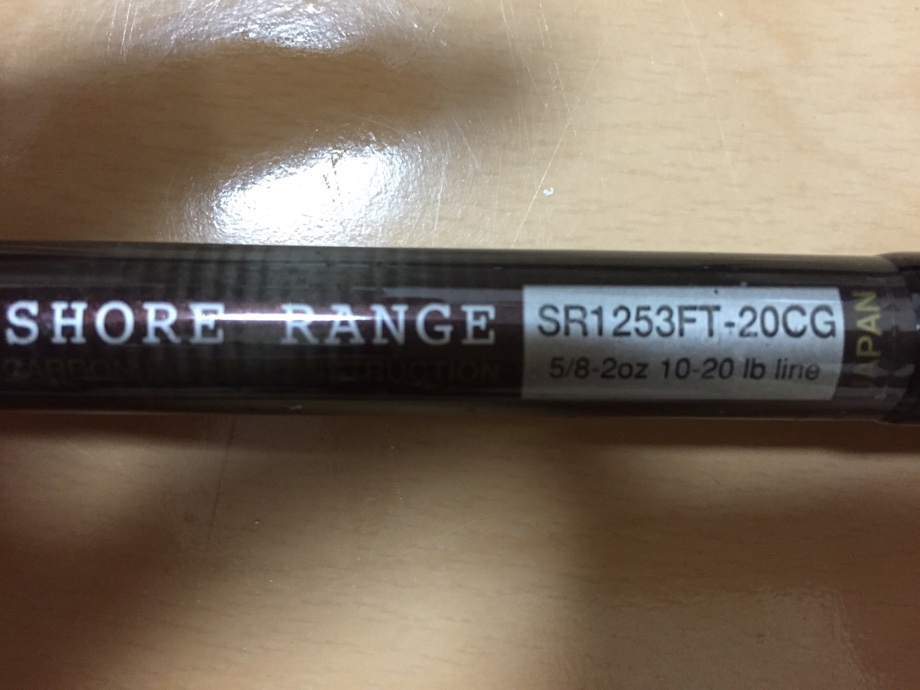 SHORE RANGE
SR1253FT-20CG
5/8-2oz 10-20 lb line